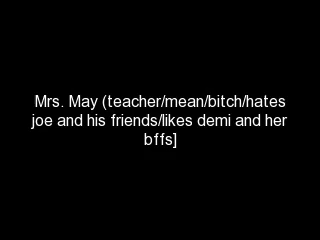 Mrs. May (teacher/mean/bitch/hates
joe and his friends/likes demi and her
bffs]